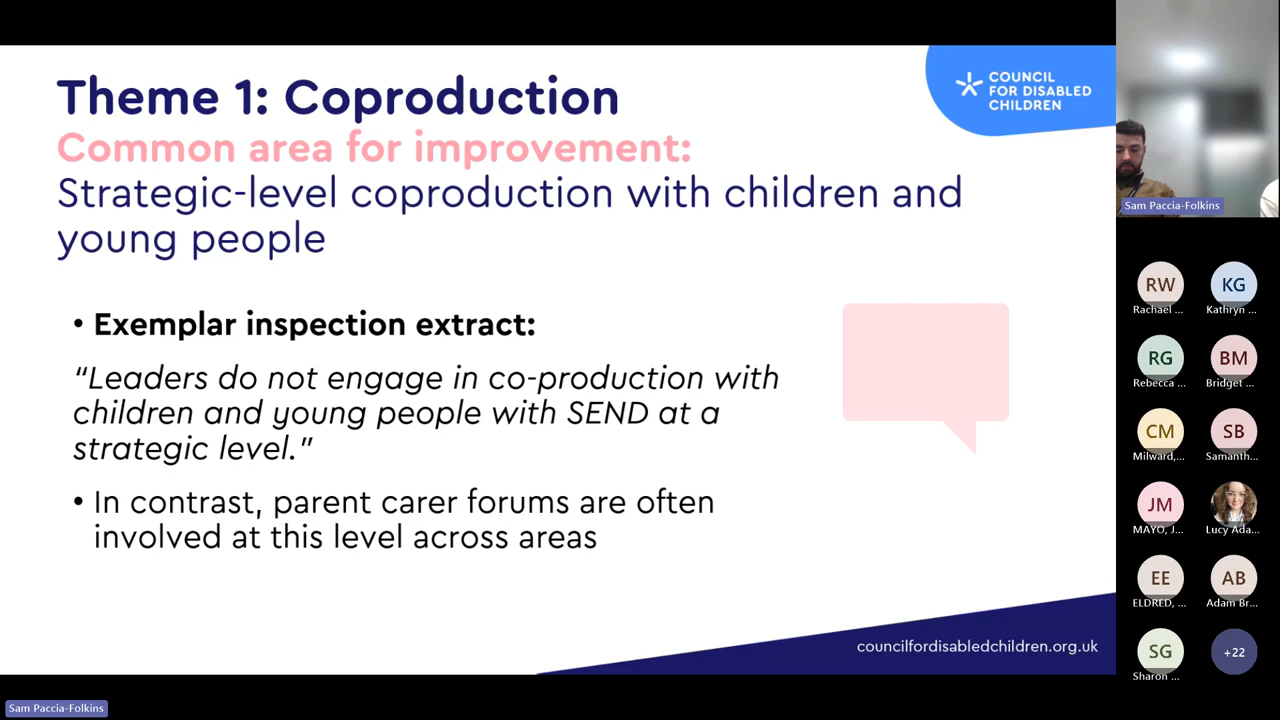 Theme 1: Coproduction
Common area for improvement:
Strategic-level coproduction with children and
young people
COUNCIL
FOR DISABLED
CHILDREN
• Exemplar inspection extract:
“Leaders do not engage in co-production with
children and young people with SEND at a
strategic level.”
• In contrast, parent carer forums are often
involved at this level across areas
councilfordisabledchildren.org.uk
Sam Paccia-Folkins
RW
Rachael ...
KG
Kathryn ...
RG
Rebecca ...
BM
Bridget ...
CM
Milward,...
SB
Samanth...
JM
MAYO, J...
Lucy Ada...
EE
ELDRED, ...
AB
Adam Br...
SG
Sharon ...
+22
Sam Paccia-Folkins